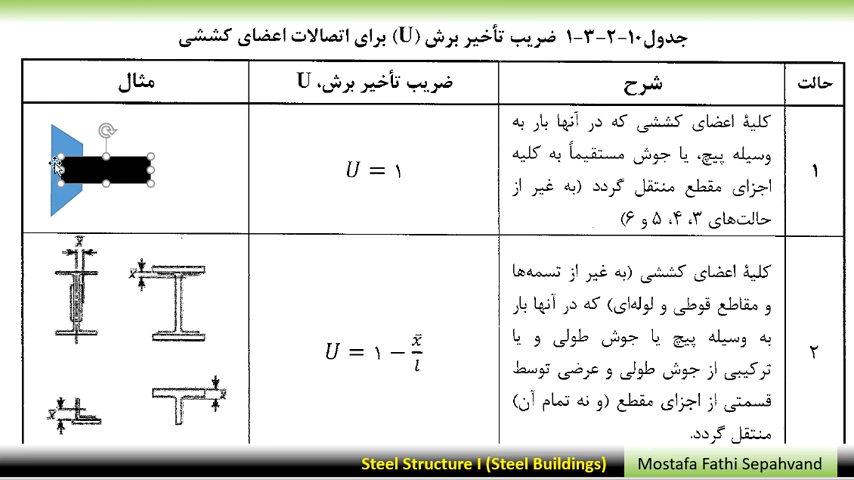 جدول۱۰-۲-۳-۱ ضریب تأخیر برش (U) برای اتصالات اعضای کششی
حالت
شرح
ضریب تأخیر برش، U
مثال
۱
کلیهٔ اعضای کششی که در آنها بار به
وسیله پیچ، یا جوش مستقیماً به کلیه
اجزای مقطع منتقل گردد (به غیر از
حالت‌های ۳، ۴، ۵ و ۶)
U = ۱
۲
کلیهٔ اعضای کششی (به غیر از تسمه‌ها
و مقاطع قوطی و لوله‌ای) که در آنها بار
به وسیله پیچ یا جوش طولی و یا
ترکیبی از جوش طولی و عرضی توسط
قسمتی از اجزای مقطع (و نه تمام آن)
منتقل گردد.
U = ۱ − x̄/l
x̄
x̄
x̄
x̄
Steel Structure I (Steel Buildings)
Mostafa Fathi Sepahvand